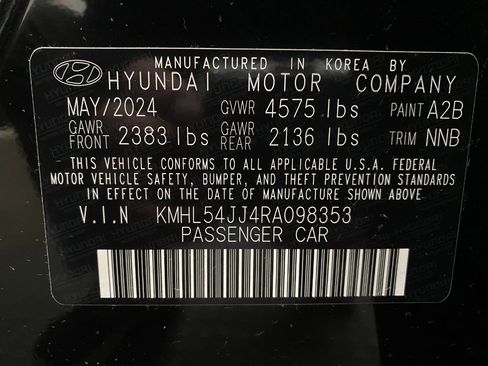 MANUFACTURED IN KOREA BY
HYUNDAI MOTOR COMPANY
MAY/2024 GVWR 4575 lbs PAINT A2B
GAWR FRONT 2383 lbs GAWR REAR 2136 lbs TRIM NNB
THIS VEHICLE CONFORMS TO ALL APPLICABLE U.S.A. FEDERAL
MOTOR VEHICLE SAFETY, BUMPER, AND THEFT PREVENTION STANDARDS
IN EFFECT ON THE DATE OF MANUFACTURE SHOWN ABOVE.
V.I.N KMHL54JJ4RA098353
PASSENGER CAR